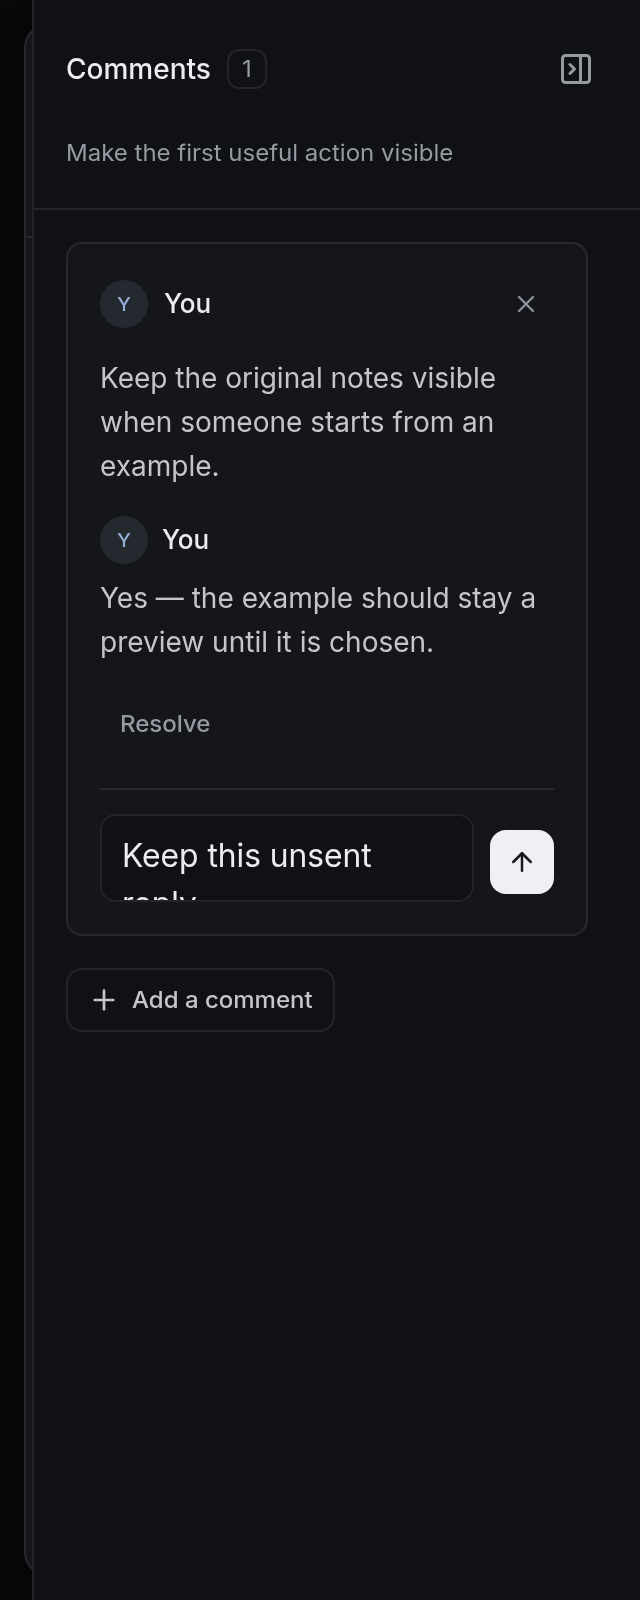 Comments 1
Make the first useful action visible
Y You
Keep the original notes visible
when someone starts from an
example.
Y You
Yes — the example should stay a
preview until it is chosen.
Resolve
Keep this unsent
reply
Add a comment